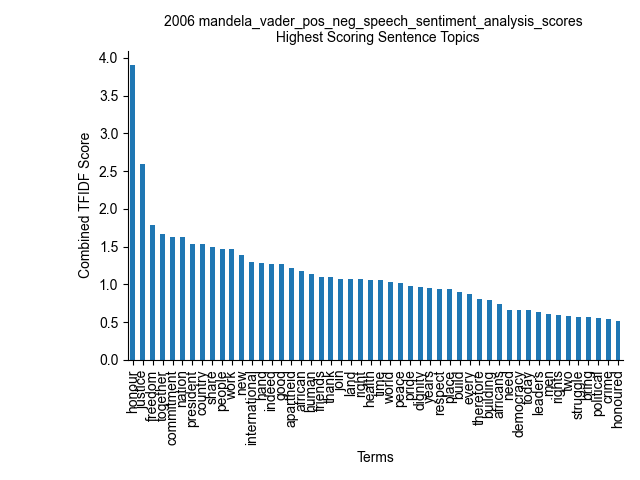 2006 mandela_vader_pos_neg_speech_sentiment_analysis_scores
Highest Scoring Sentence Topics
Combined TFIDF Score
4.0
3.5
3.0
2.5
2.0
1.5
1.0
0.5
0.0
honour
justice
freedom
together
commitment
nation
president
country
share
people
work
new
international
hand
indeed
good
apartheid
african
human
friends
thank
join
land
right
health
time
world
peace
pride
dignity
years
respect
place
build
every
therefore
building
africans
need
democracy
today
leaders
men
rights
two
struggle
bring
political
crime
honoured
Terms